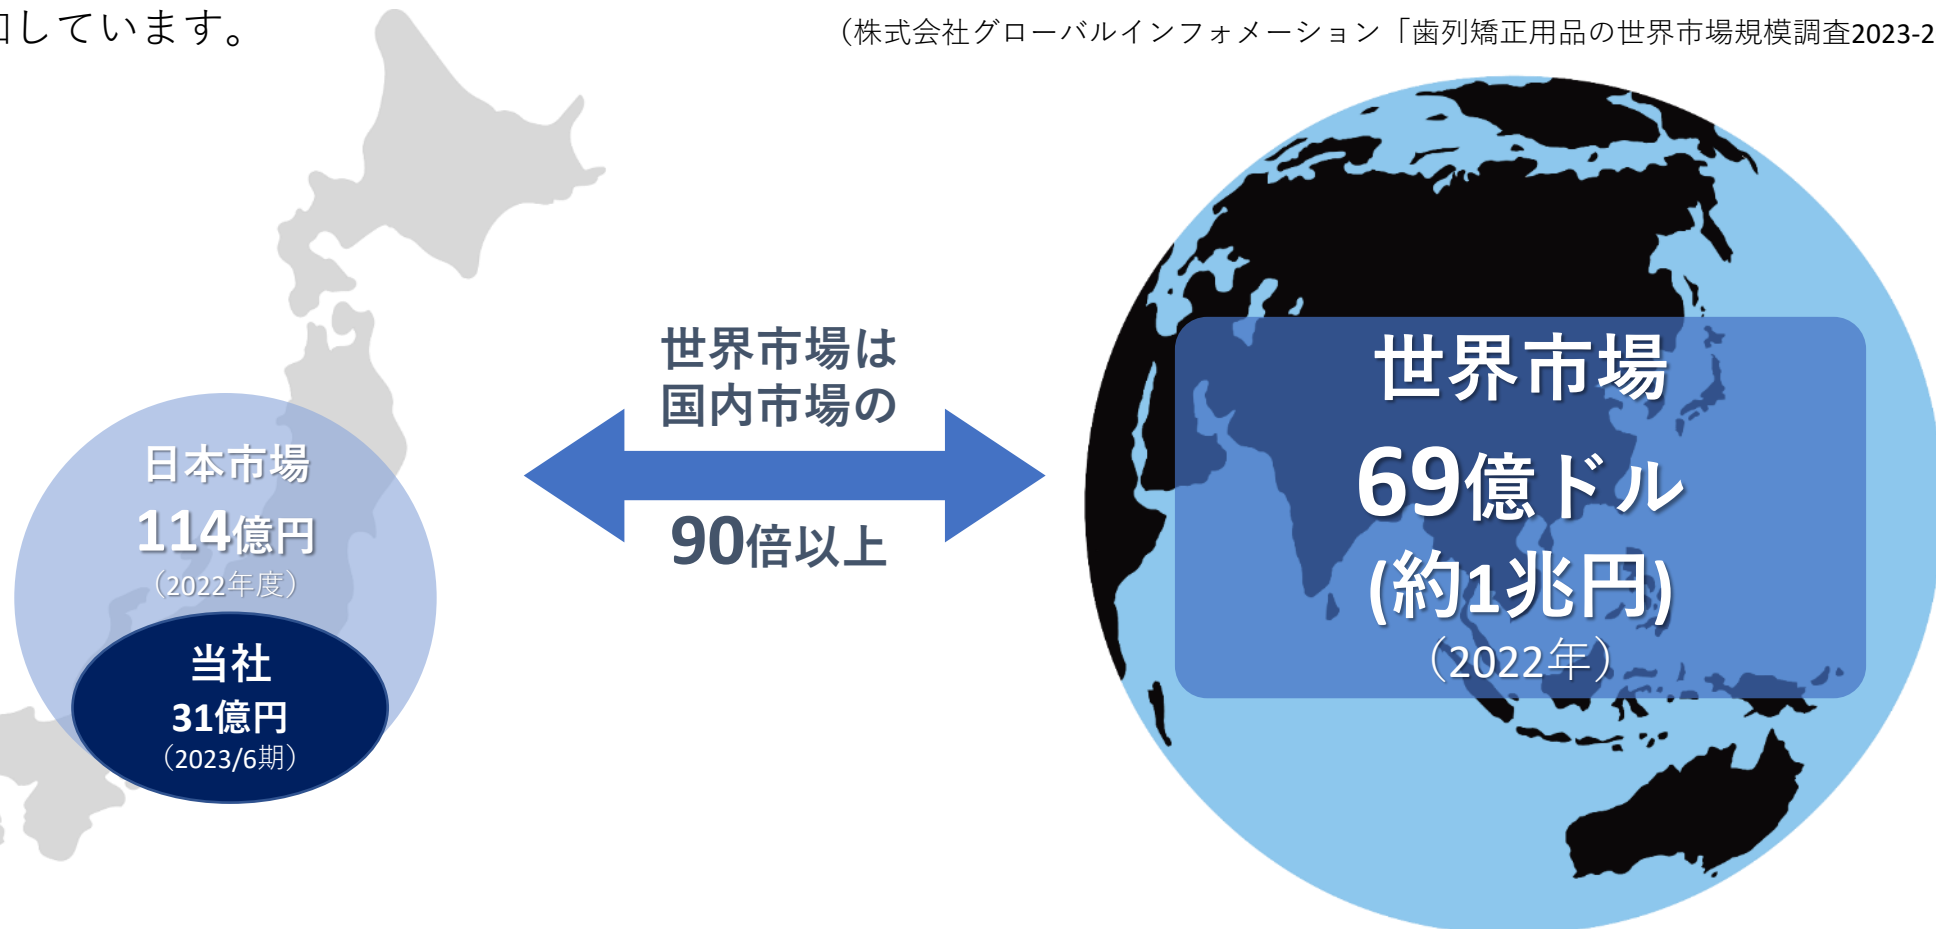 しています。
（株式会社グローバルインフォメーション「歯列矯正用品の世界市場規模調査2023-2
世界市場は
国内市場の
90倍以上
日本市場
114億円
（2022年度）
当社
31億円
（2023/6期）
世界市場
69億ドル
(約1兆円)
（2022年）